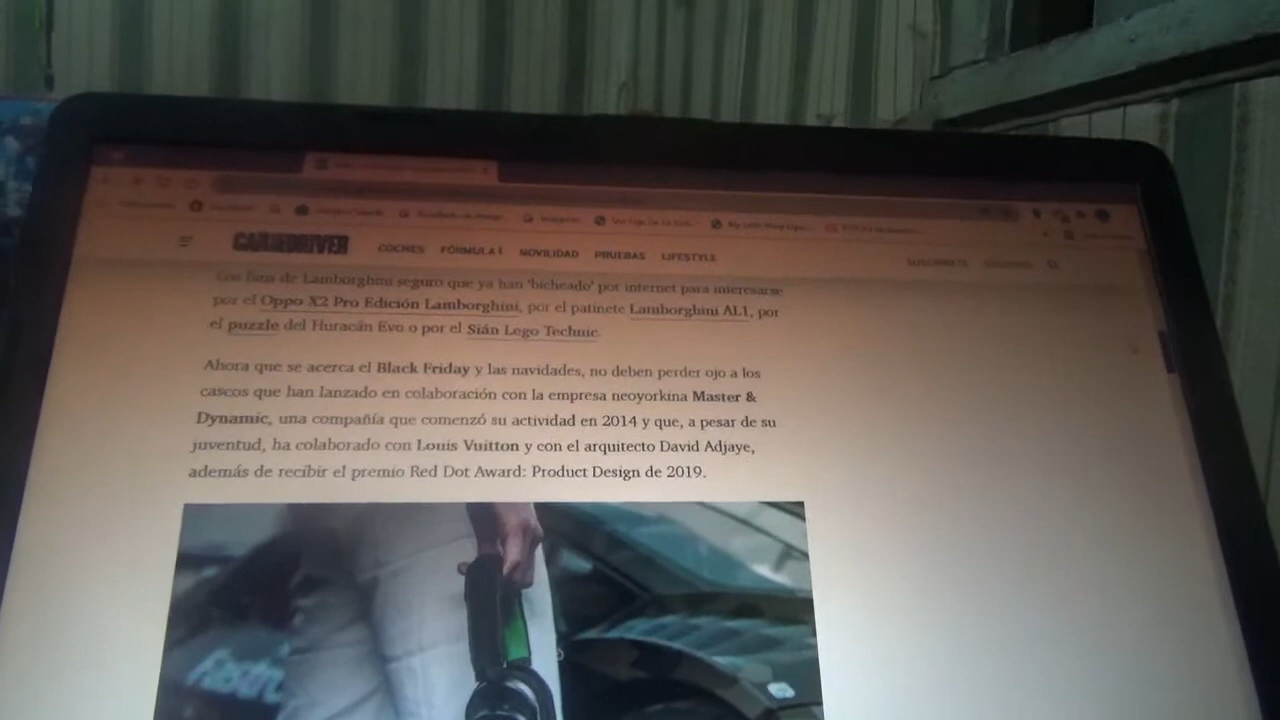 CAR AND DRIVER COCHES FÓRMULA 1 MOVILIDAD PRUEBAS LIFESTYLE SUSCRÍBETE
Los fans de Lamborghini seguro que ya han 'bicheado' por internet para interesarse
por el Oppo X2 Pro Edición Lamborghini, por el patinete Lamborghini AL1, por
el puzzle del Huracán Evo o por el Sián Lego Technic.
Ahora que se acerca el Black Friday y las navidades, no deben perder ojo a los
cascos que han lanzado en colaboración con la empresa neoyorkina Master &
Dynamic, una compañía que comenzó su actividad en 2014 y que, a pesar de su
juventud, ha colaborado con Louis Vuitton y con el arquitecto David Adjaye,
además de recibir el premio Red Dot Award: Product Design de 2019.